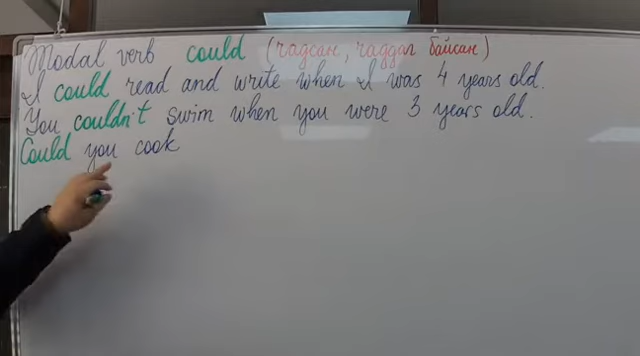 Modal verb could (чадсан, чаддаг байсан)
I could read and write when I was 4 years old.
You couldn't swim when you were 3 years old.
Could you cook